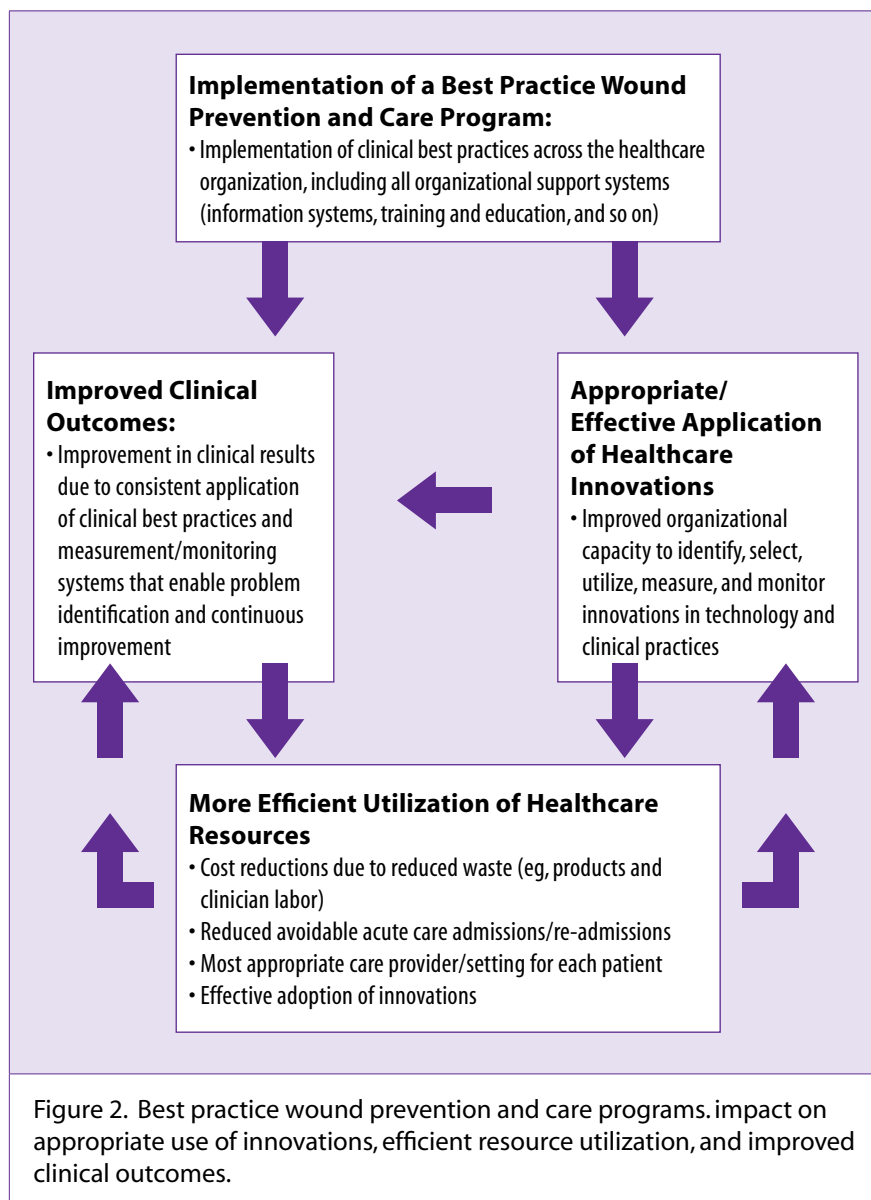 Implementation of a Best Practice Wound
Prevention and Care Program:
• Implementation of clinical best practices across the healthcare
organization, including all organizational support systems
(information systems, training and education, and so on)
Improved Clinical
Outcomes:
• Improvement in clinical results
due to consistent application
of clinical best practices and
measurement/monitoring
systems that enable problem
identification and continuous
improvement
Appropriate/
Effective Application
of Healthcare
Innovations
• Improved organizational
capacity to identify, select,
utilize, measure, and monitor
innovations in technology and
clinical practices
More Efficient Utilization of Healthcare
Resources
• Cost reductions due to reduced waste (eg, products and
clinician labor)
• Reduced avoidable acute care admissions/re-admissions
• Most appropriate care provider/setting for each patient
• Effective adoption of innovations
Figure 2. Best practice wound prevention and care programs. impact on
appropriate use of innovations, efficient resource utilization, and improved
clinical outcomes.